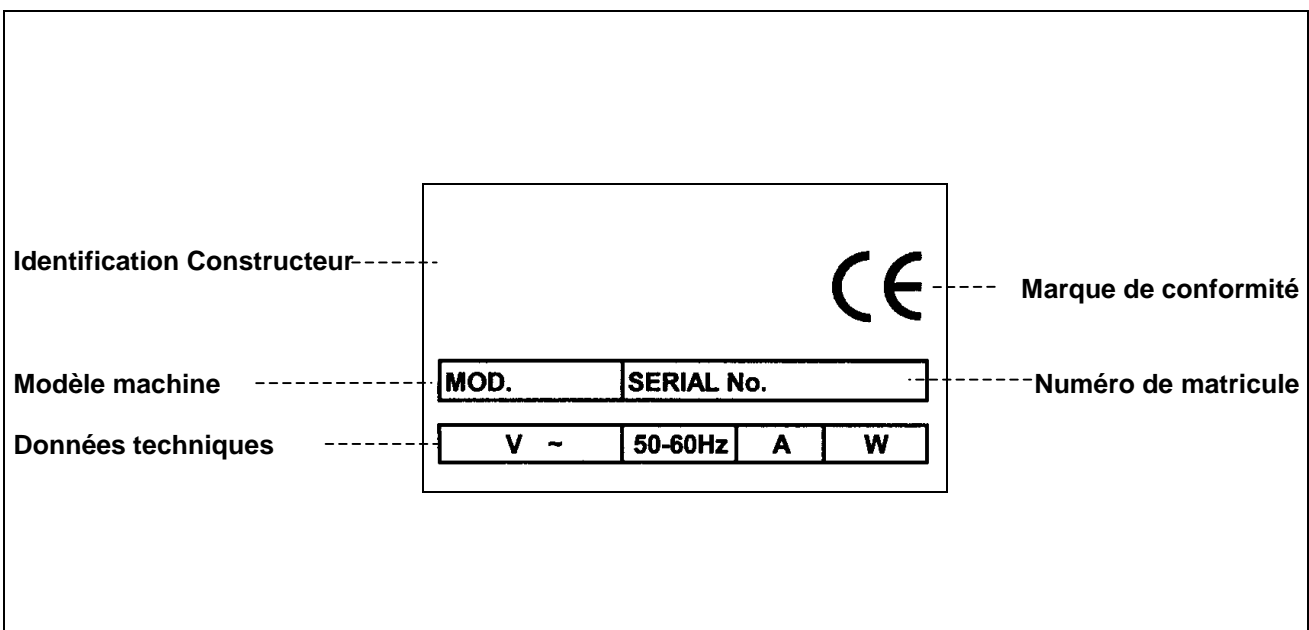 Identification Constructeur
CE
Marque de conformité
Modèle machine
MOD.
SERIAL No.
Numéro de matricule
Données techniques
V ~
50-60Hz
A
W